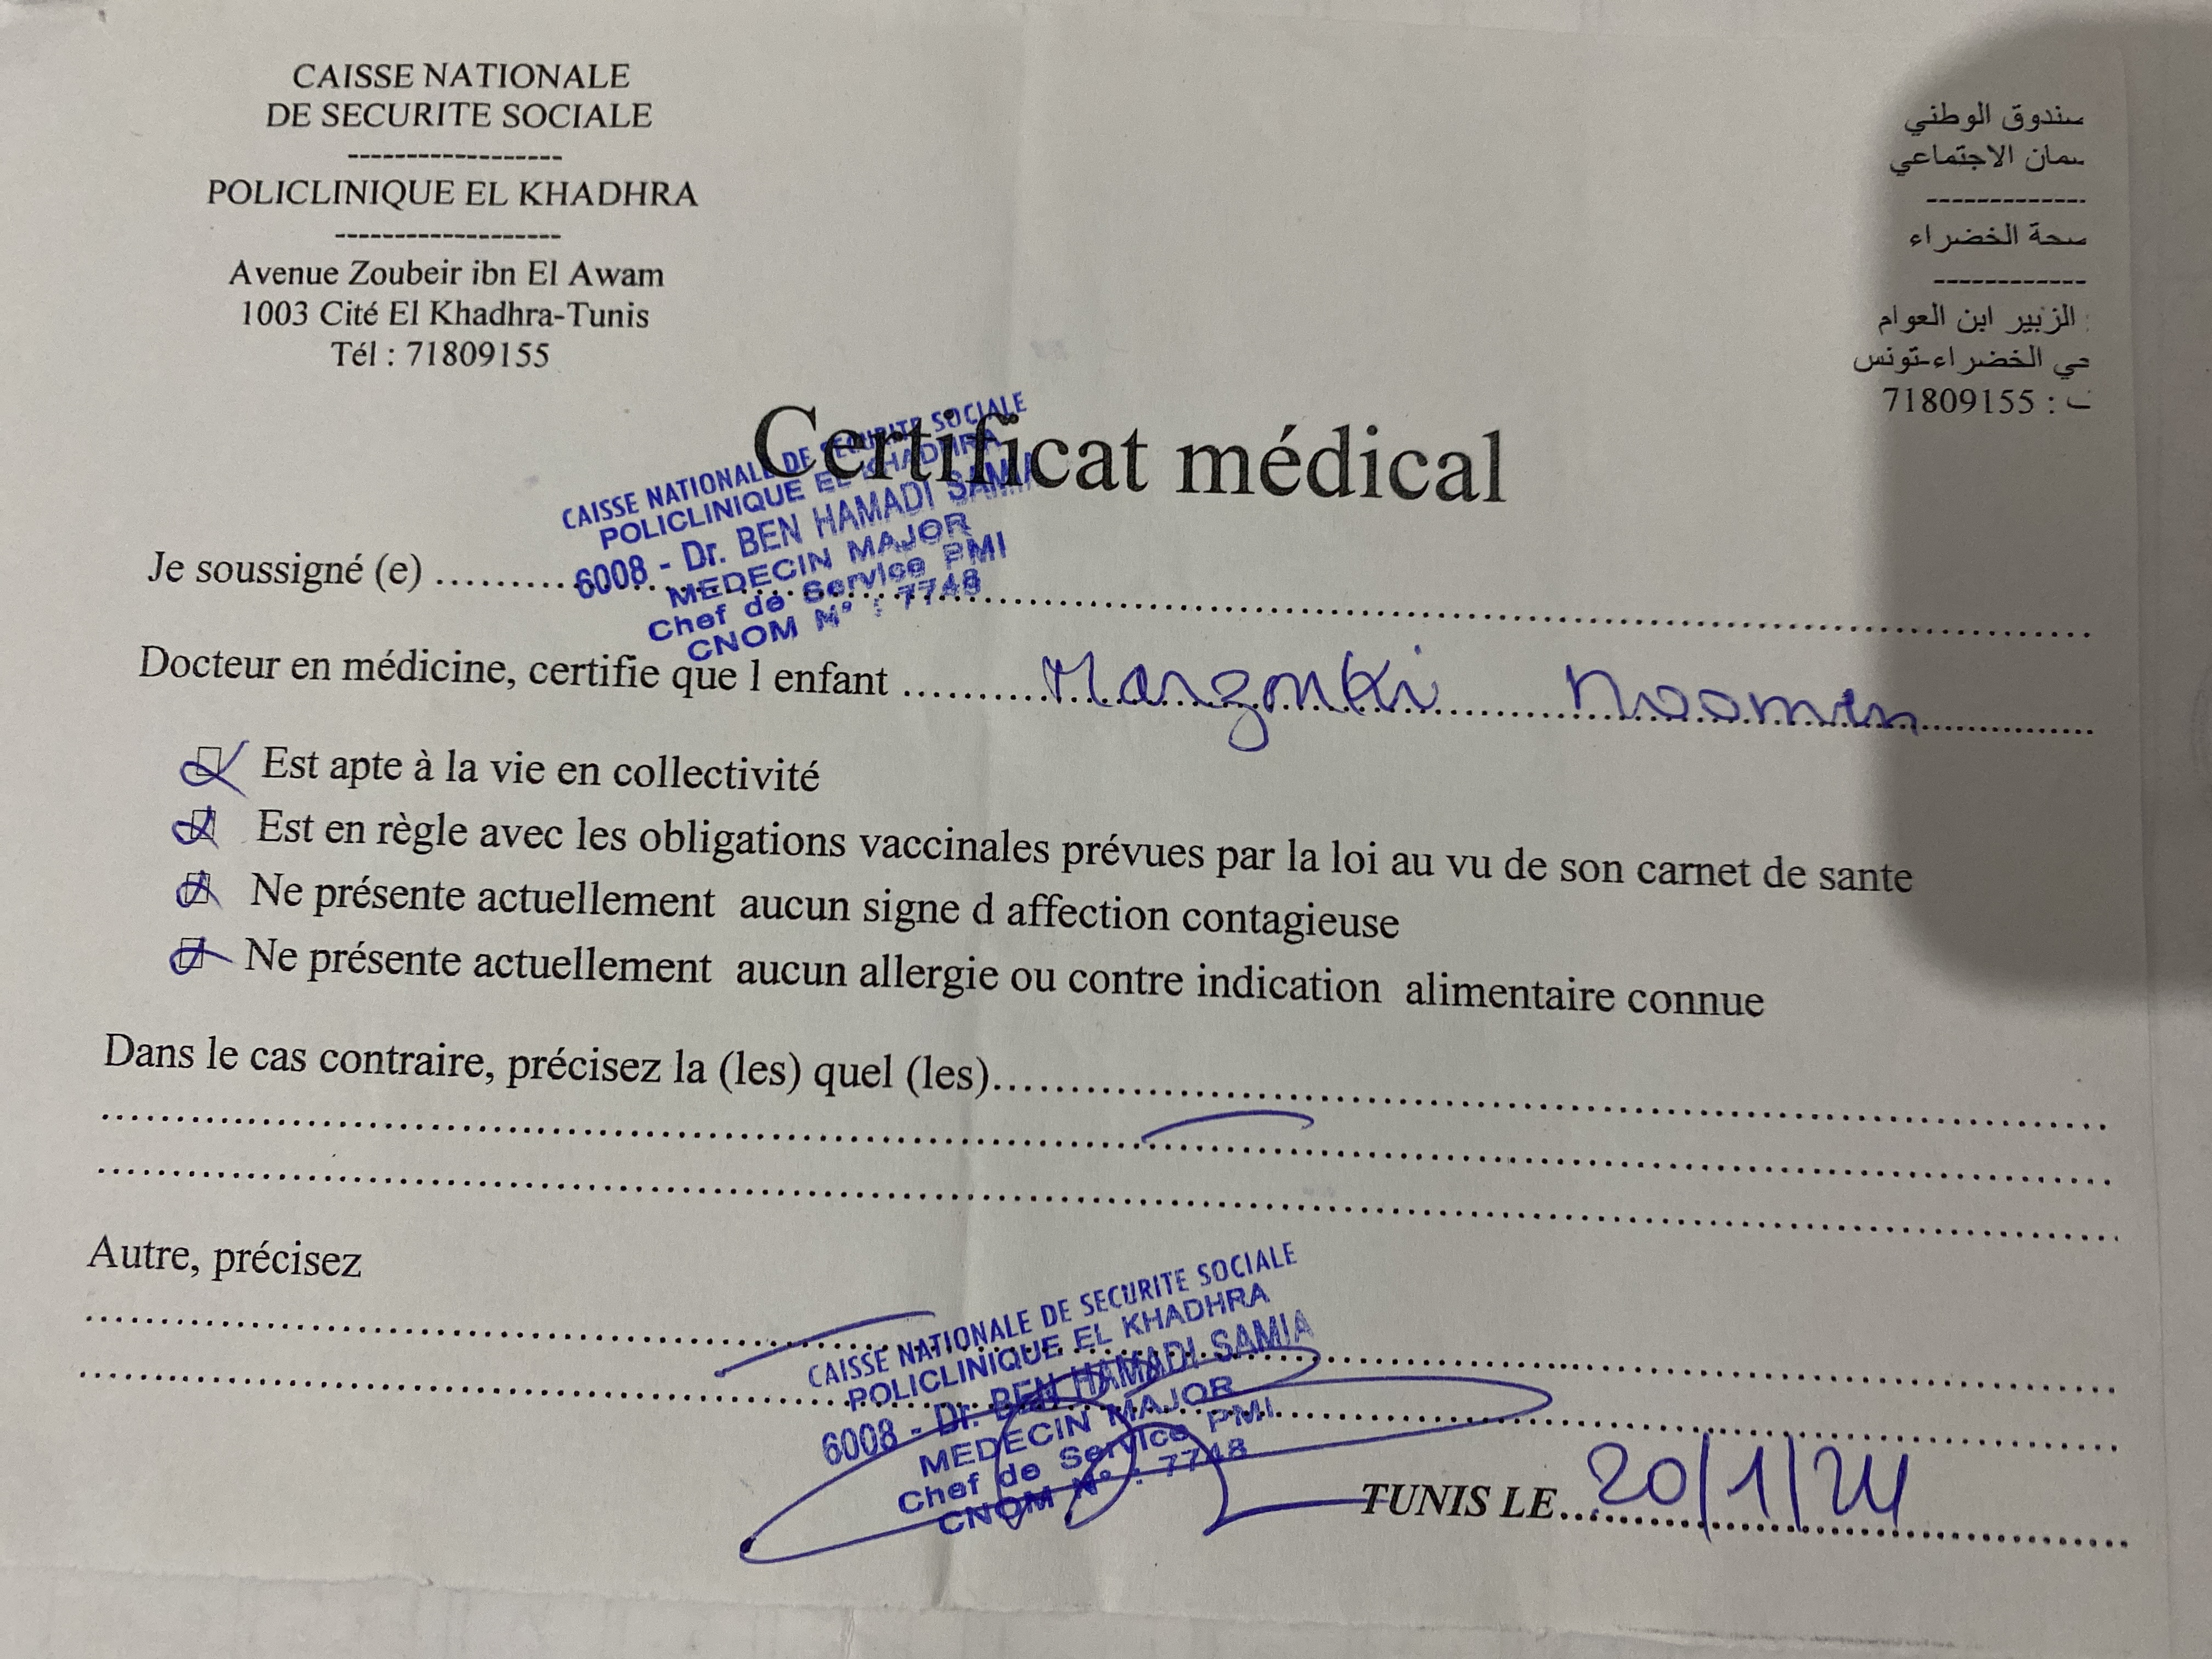 CAISSE NATIONALE
DE SECURITE SOCIALE
------------------
POLICLINIQUE EL KHADHRA
-------------------
Avenue Zoubeir ibn El Awam
1003 Cité El Khadhra-Tunis
Tél : 71809155
سندوق الوطني
سمان الاجتماعي
-------------
سحة الخضراء
-------------
الزبير ابن العوام
حي الخضراء-تونس
71809155 :
Certificat médical
CAISSE NATIONALE DE SECURITE SOCIALE
POLICLINIQUE EL KHADHRA
6008 - Dr. BEN HAMADI SAMIA
MEDECIN MAJOR
Chef de Service PMI
CNOM N° : 7748
Je soussigné (e) ..........
Docteur en médicine, certifie que l enfant .......... Marzouki Noomen
Est apte à la vie en collectivité
Est en règle avec les obligations vaccinales prévues par la loi au vu de son carnet de sante
Ne présente actuellement aucun signe d affection contagieuse
Ne présente actuellement aucun allergie ou contre indication alimentaire connue
Dans le cas contraire, précisez la (les) quel (les)..........
Autre, précisez
CAISSE NATIONALE DE SECURITE SOCIALE
POLICLINIQUE EL KHADHRA
6008 - Dr. BEN HAMADI SAMIA
MEDECIN MAJOR
Chef de Service PMI
CNOM N° : 7748
TUNIS LE...20/1/24